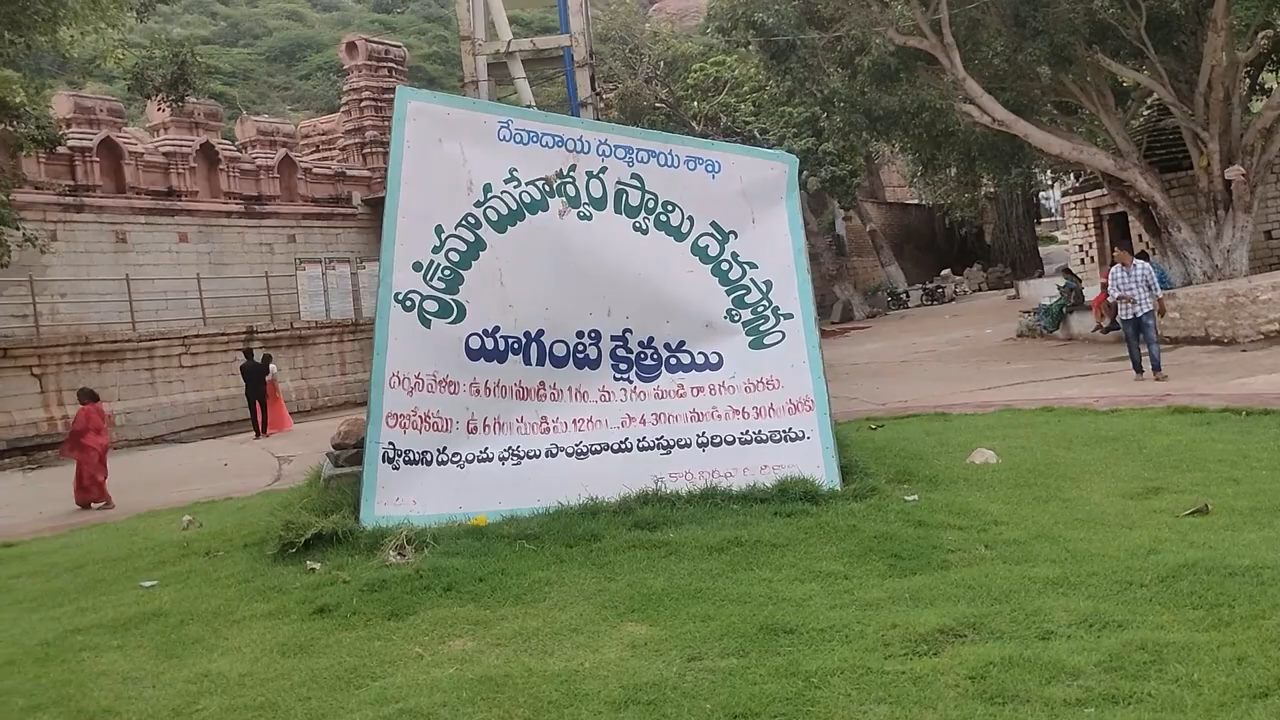 దేవాదాయ ధర్మాదాయ శాఖ
శ్రీ ఉమామహేశ్వర స్వామి దేవస్థానం
యాగంటి క్షేత్రము
దర్శన వేళలు : ఉ. 6 గం॥ నుండి మ. 1 గం.., మ. 3 గం॥ నుండి రా. 8 గం॥ వరకు.
అభిషేకము : ఉ 6 గం॥ నుండి మ. 12 గం।... సా 4-30 గం॥ నుండి సా 6 30 గం॥ వరకు
స్వామిని దర్శించు భక్తులు సాంప్రదాయ దుస్తులు ధరించవలెను.